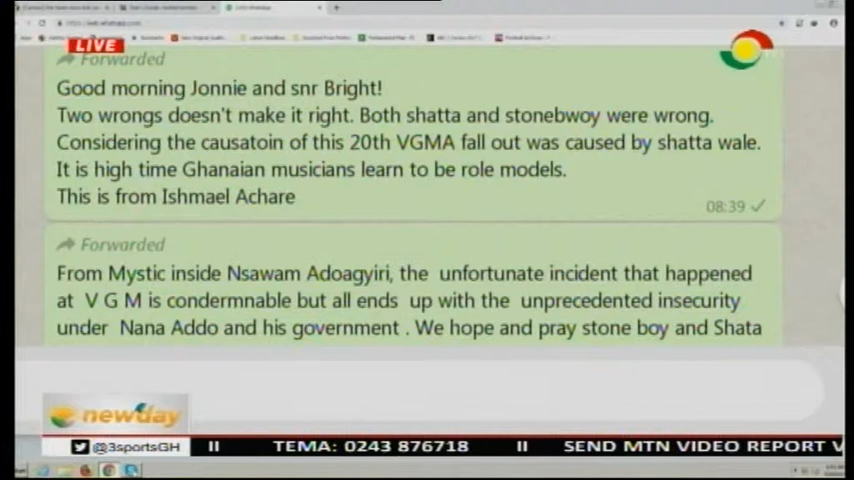 LIVE
Forwarded
Good morning Jonnie and snr Bright!
Two wrongs doesn't make it right. Both shatta and stonebwoy were wrong.
Considering the causatoin of this 20th VGMA fall out was caused by shatta wale.
It is high time Ghanaian musicians learn to be role models.
This is from Ishmael Achare
08:39
Forwarded
From Mystic inside Nsawam Adoagyiri, the unfortunate incident that happened
at V G M is condermnable but all ends up with the unprecedented insecurity
under Nana Addo and his government . We hope and pray stone boy and Shata
newday
@3sportsGH
TEMA: 0243 876718
SEND MTN VIDEO REPORT V